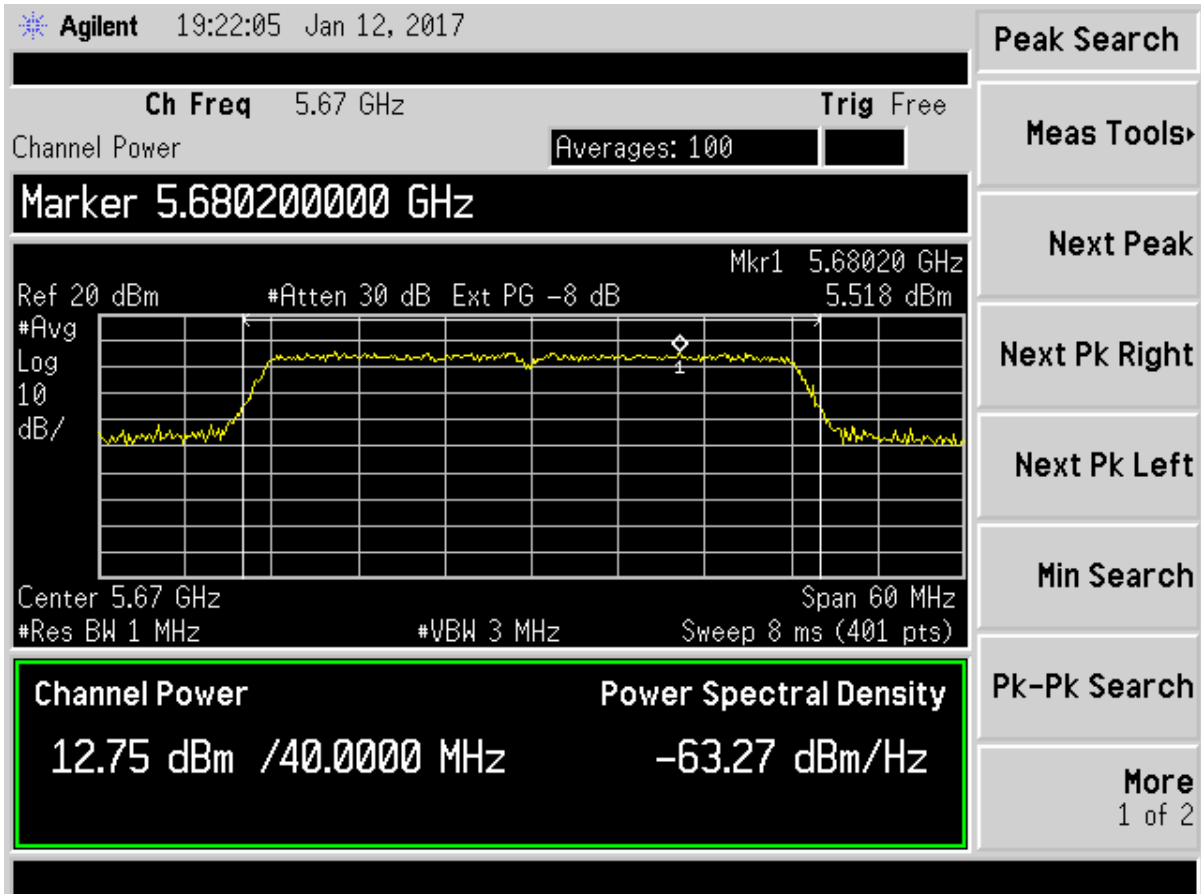 Agilent 19:22:05 Jan 12, 2017
Ch Freq 5.67 GHz Trig Free
Channel Power Averages: 100
Marker 5.680200000 GHz
Mkr1 5.68020 GHz
Ref 20 dBm #Atten 30 dB Ext PG -8 dB 5.518 dBm
#Avg
Log
10
dB/
1
Center 5.67 GHz Span 60 MHz
#Res BW 1 MHz #VBW 3 MHz Sweep 8 ms (401 pts)
Channel Power Power Spectral Density
12.75 dBm /40.0000 MHz -63.27 dBm/Hz
Peak Search
Meas Tools
Next Peak
Next Pk Right
Next Pk Left
Min Search
Pk-Pk Search
More
1 of 2